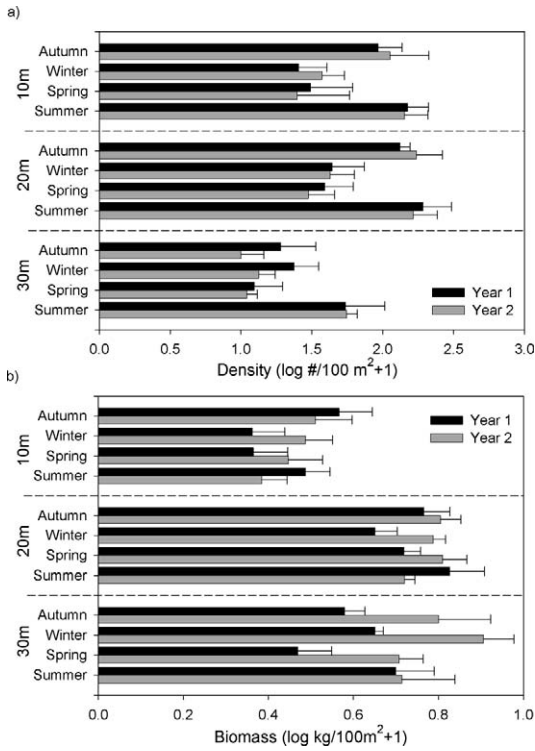 a)
10m
Autumn
Winter
Spring
Summer
20m
Autumn
Winter
Spring
Summer
30m
Autumn
Winter
Spring
Summer
Year 1
Year 2
0.0 0.5 1.0 1.5 2.0 2.5 3.0
Density (log #/100 m²+1)
b)
10m
Autumn
Winter
Spring
Summer
Year 1
Year 2
20m
Autumn
Winter
Spring
Summer
30m
Autumn
Winter
Spring
Summer
0.0 0.2 0.4 0.6 0.8 1.0
Biomass (log kg/100m²+1)